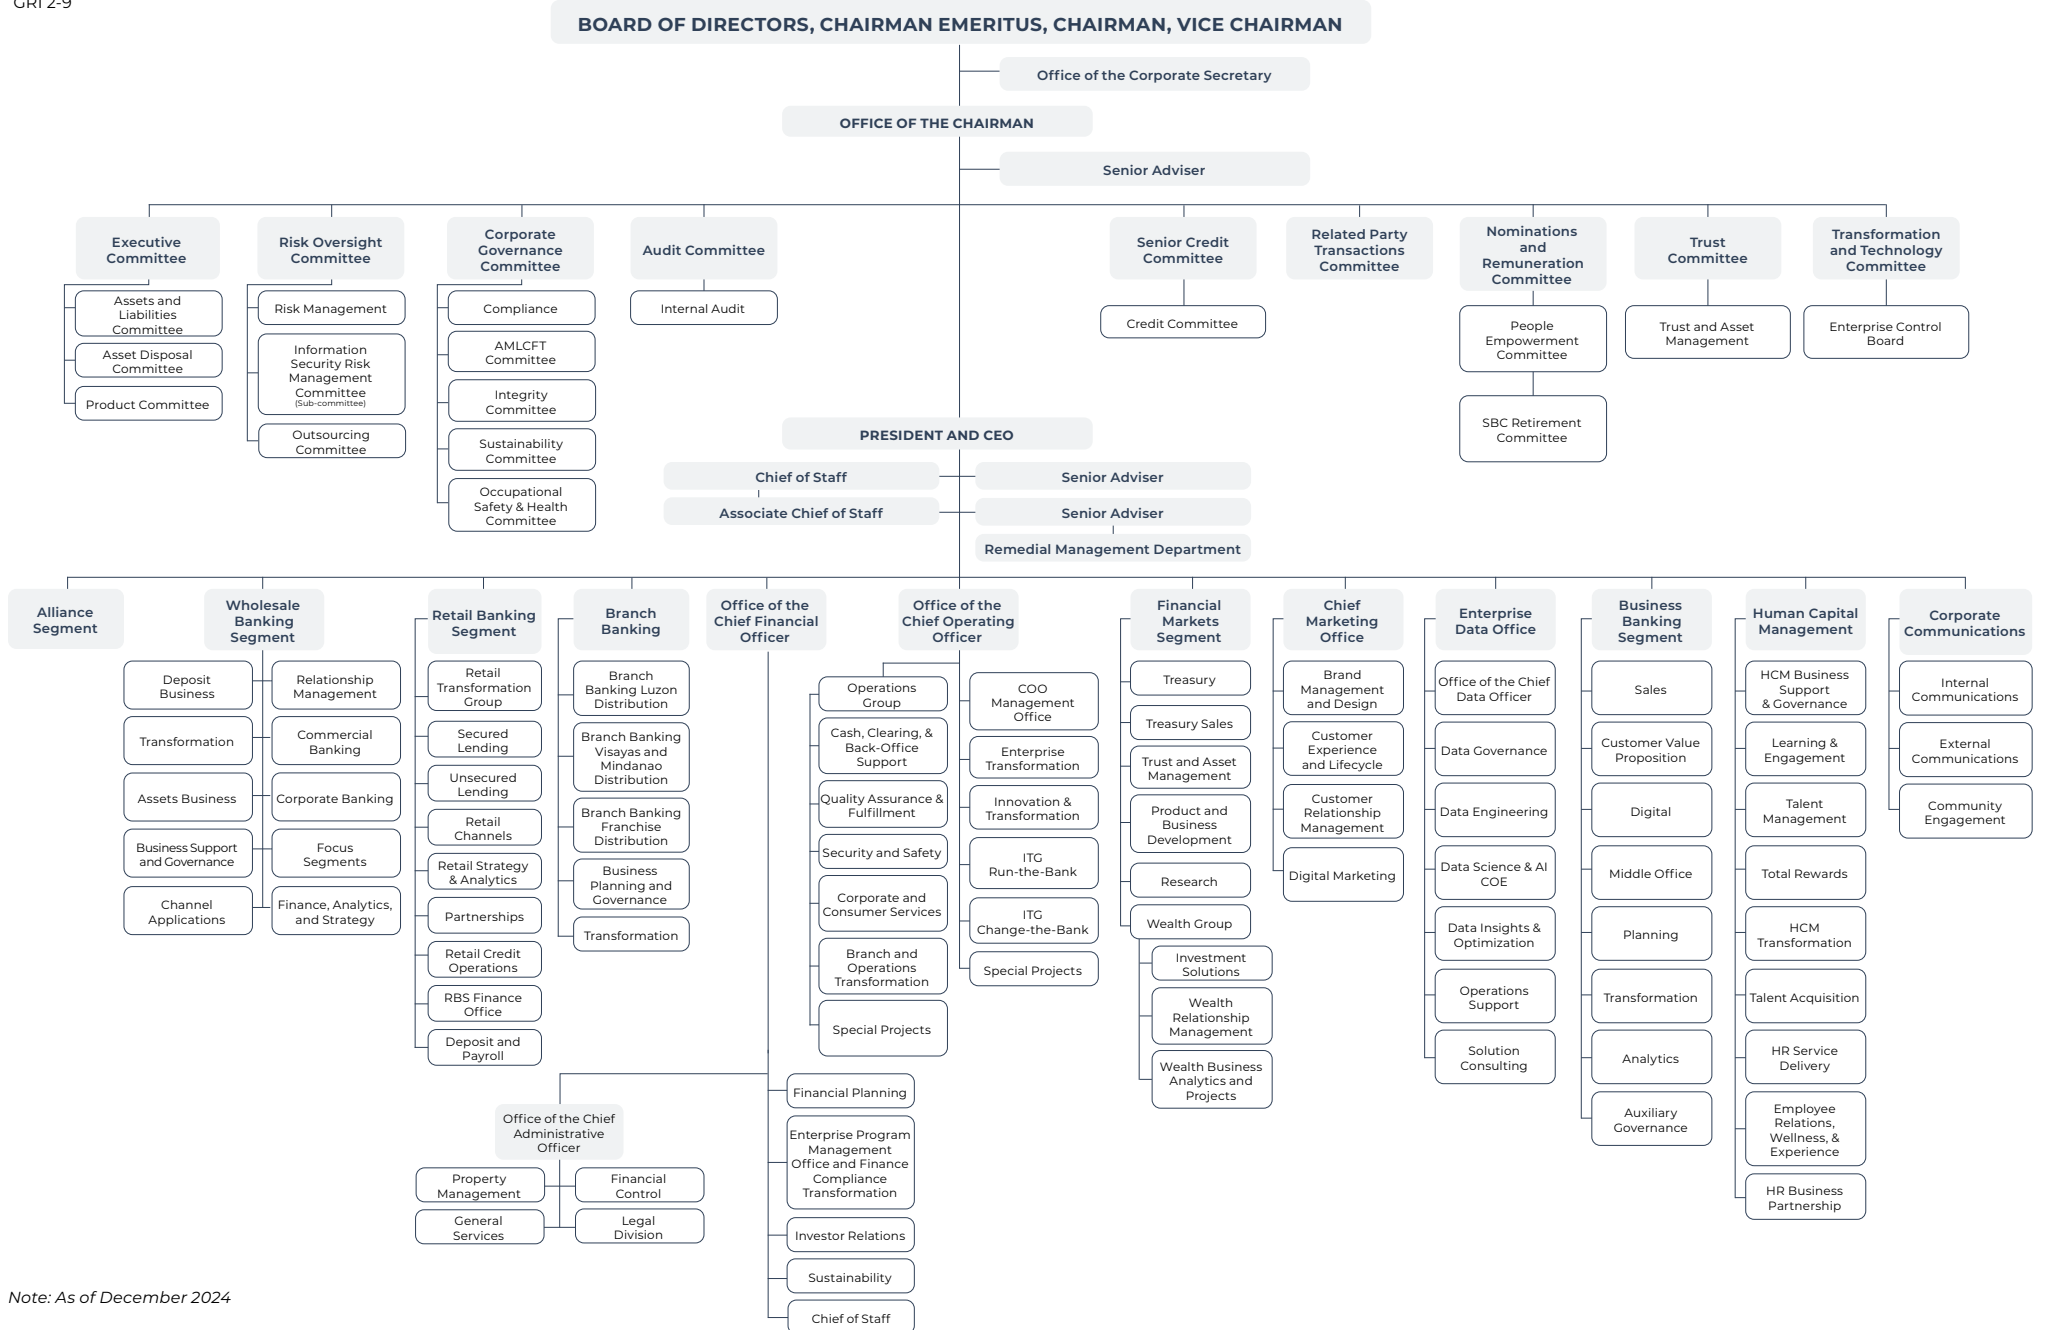 GRI 2-9
BOARD OF DIRECTORS, CHAIRMAN EMERITUS, CHAIRMAN, VICE CHAIRMAN
Office of the Corporate Secretary
OFFICE OF THE CHAIRMAN
Senior Adviser
Executive
Committee
Assets and
Liabilities
Committee
Asset Disposal
Committee
Product Committee
Risk Oversight
Committee
Risk Management
Information
Security Risk
Management
Committee
(Sub-committee)
Outsourcing
Committee
Corporate
Governance
Committee
Compliance
AMLCFT
Committee
Integrity
Committee
Sustainability
Committee
Occupational
Safety & Health
Committee
Audit Committee
Internal Audit
Senior Credit
Committee
Credit Committee
Related Party
Transactions
Committee
Nominations
and
Remuneration
Committee
People
Empowerment
Committee
SBC Retirement
Committee
Trust
Committee
Trust and Asset
Management
Transformation
and Technology
Committee
Enterprise Control
Board
PRESIDENT AND CEO
Chief of Staff
Senior Adviser
Associate Chief of Staff
Senior Adviser
Remedial Management Department
Alliance
Segment
Wholesale
Banking
Segment
Deposit
Business
Relationship
Management
Transformation
Commercial
Banking
Assets Business
Corporate Banking
Business Support
and Governance
Focus
Segments
Channel
Applications
Finance, Analytics,
and Strategy
Retail Banking
Segment
Retail
Transformation
Group
Secured
Lending
Unsecured
Lending
Retail
Channels
Retail Strategy
& Analytics
Partnerships
Retail Credit
Operations
RBS Finance
Office
Deposit and
Payroll
Branch
Banking
Branch
Banking Luzon
Distribution
Branch Banking
Visayas and
Mindanao
Distribution
Branch Banking
Franchise
Distribution
Business
Planning and
Governance
Transformation
Office of the
Chief Financial
Officer
Office of the Chief
Administrative
Officer
Property
Management
Financial
Control
General
Services
Legal
Division
Financial Planning
Enterprise Program
Management
Office and Finance
Compliance
Transformation
Investor Relations
Sustainability
Chief of Staff
Office of the
Chief Operating
Officer
Operations
Group
Cash, Clearing, &
Back-Office
Support
Quality Assurance &
Fulfillment
Security and Safety
Corporate and
Consumer Services
Branch and
Operations
Transformation
Special Projects
COO
Management
Office
Enterprise
Transformation
Innovation &
Transformation
ITG
Run-the-Bank
ITG
Change-the-Bank
Special Projects
Financial
Markets
Segment
Treasury
Treasury Sales
Trust and Asset
Management
Product and
Business
Development
Research
Wealth Group
Investment
Solutions
Wealth
Relationship
Management
Wealth Business
Analytics and
Projects
Chief
Marketing
Office
Brand
Management
and Design
Customer
Experience
and Lifecycle
Customer
Relationship
Management
Digital Marketing
Enterprise
Data Office
Office of the Chief
Data Officer
Data Governance
Data Engineering
Data Science & AI
COE
Data Insights &
Optimization
Operations
Support
Solution
Consulting
Business
Banking
Segment
Sales
Customer Value
Proposition
Digital
Middle Office
Planning
Transformation
Analytics
Auxiliary
Governance
Human Capital
Management
HCM Business
Support
& Governance
Learning &
Engagement
Talent
Management
Total Rewards
HCM
Transformation
Talent Acquisition
HR Service
Delivery
Employee
Relations,
Wellness, &
Experience
HR Business
Partnership
Corporate
Communications
Internal
Communications
External
Communications
Community
Engagement
Note: As of December 2024